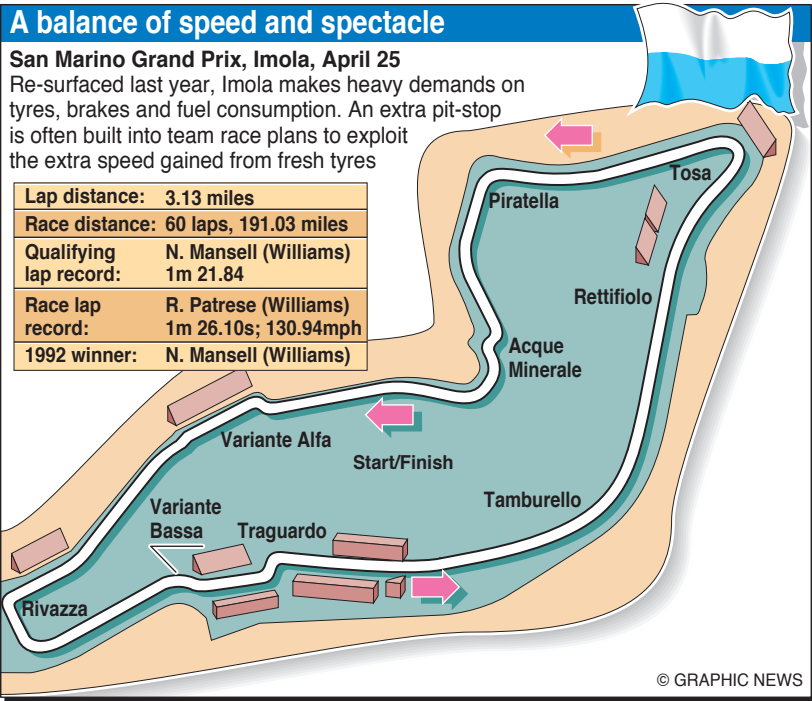 A balance of speed and spectacle
San Marino Grand Prix, Imola, April 25
Re-surfaced last year, Imola makes heavy demands on
tyres, brakes and fuel consumption. An extra pit-stop
is often built into team race plans to exploit
the extra speed gained from fresh tyres
Lap distance: 3.13 miles
Race distance: 60 laps, 191.03 miles
Qualifying N. Mansell (Williams)
lap record: 1m 21.84
Race lap R. Patrese (Williams)
record: 1m 26.10s; 130.94mph
1992 winner: N. Mansell (Williams)
Tosa
Piratella
Rettifiolo
Acque
Minerale
Variante Alfa
Start/Finish
Tamburello
Variante
Bassa
Traguardo
Rivazza
© GRAPHIC NEWS